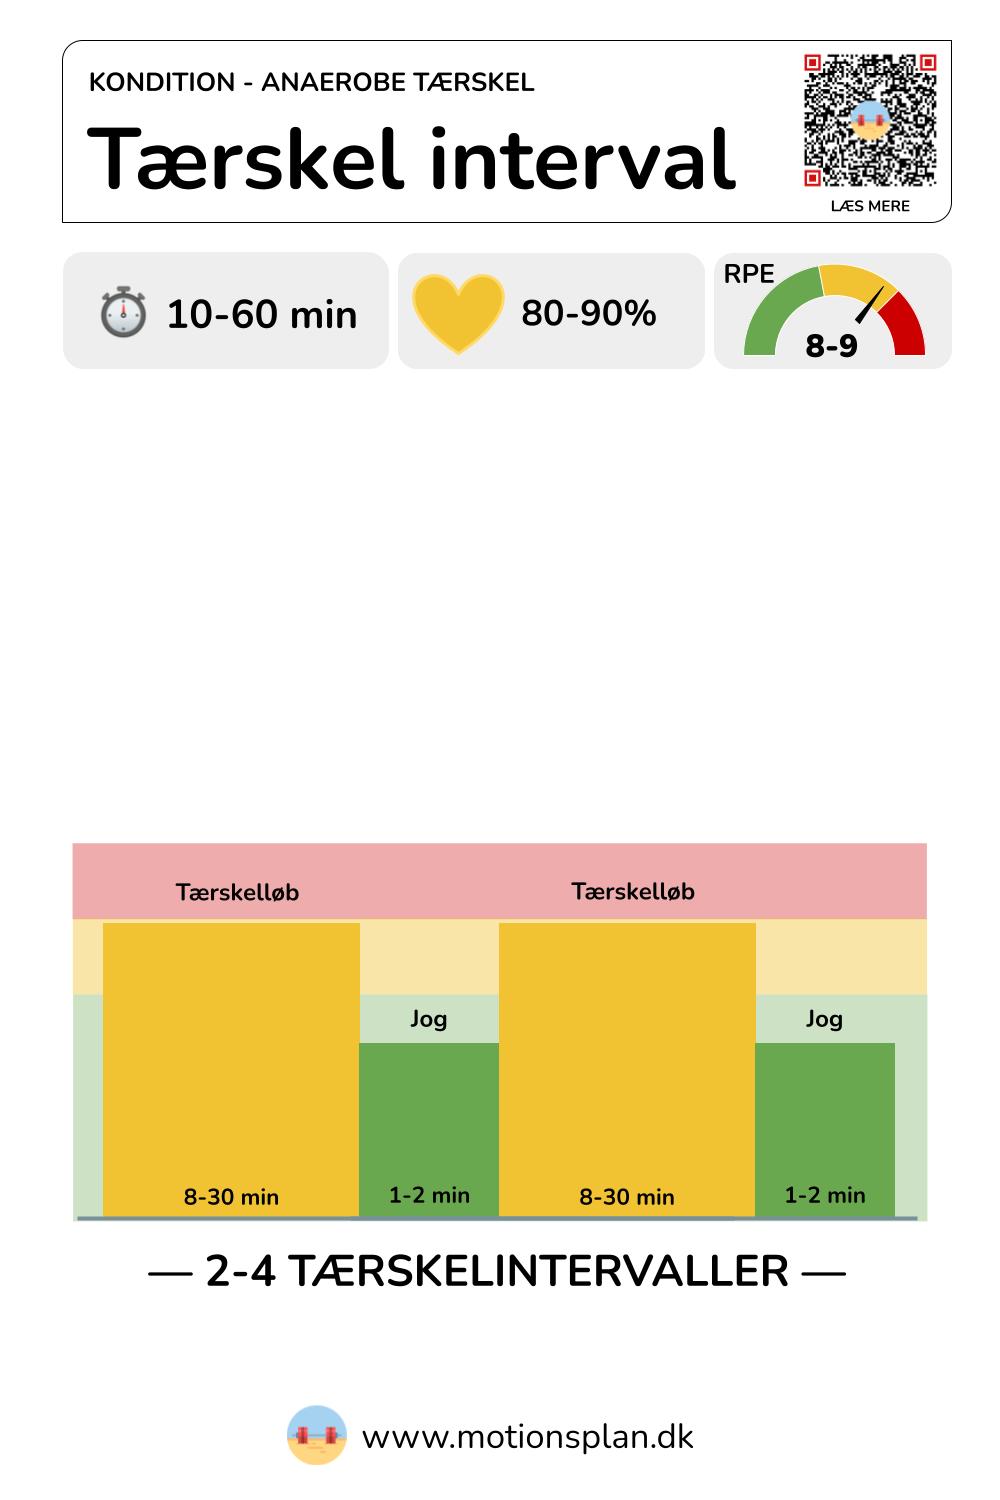 KONDITION - ANAEROBE TÆRSKEL
Tærskel interval
LÆS MERE
10-60 min
80-90%
RPE
8-9
Tærskelløb
Tærskelløb
Jog
Jog
8-30 min
1-2 min
8-30 min
1-2 min
— 2-4 TÆRSKELINTERVALLER —
www.motionsplan.dk